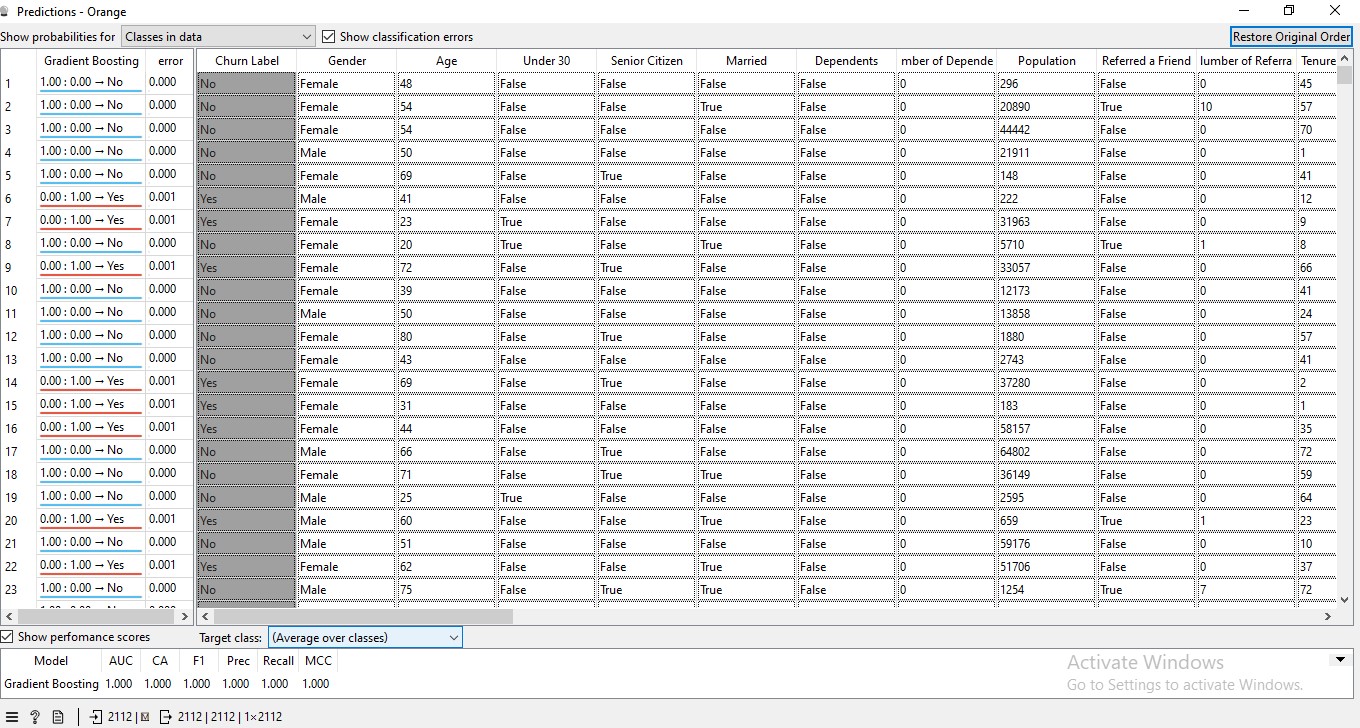 Predictions - Orange
Show probabilities for Classes in data Show classification errors Restore Original Order
Gradient Boosting error Churn Label Gender Age Under 30 Senior Citizen Married Dependents mber of Depende Population Referred a Friend lumber of Referra Tenure
1 1.00 : 0.00 → No 0.000 No Female 48 False False False False 0 296 False 0 45
2 1.00 : 0.00 → No 0.000 No Female 54 False False True False 0 20890 True 10 57
3 1.00 : 0.00 → No 0.000 No Female 54 False False False False 0 44442 False 0 70
4 1.00 : 0.00 → No 0.000 No Male 50 False False False False 0 21911 False 0 1
5 1.00 : 0.00 → No 0.000 No Female 69 False True False False 0 148 False 0 41
6 0.00 : 1.00 → Yes 0.001 Yes Male 41 False False False False 0 222 False 0 12
7 0.00 : 1.00 → Yes 0.001 Yes Female 23 True False False False 0 31963 False 0 9
8 1.00 : 0.00 → No 0.000 No Female 20 True False True False 0 5710 True 1 8
9 0.00 : 1.00 → Yes 0.001 Yes Female 72 False True False False 0 33057 False 0 66
10 1.00 : 0.00 → No 0.000 No Female 39 False False False False 0 12173 False 0 41
11 1.00 : 0.00 → No 0.000 No Male 50 False False False False 0 13858 False 0 24
12 1.00 : 0.00 → No 0.000 No Female 80 False True False False 0 1880 False 0 57
13 1.00 : 0.00 → No 0.000 No Female 43 False False False False 0 2743 False 0 41
14 0.00 : 1.00 → Yes 0.001 Yes Female 69 False True False False 0 37280 False 0 2
15 0.00 : 1.00 → Yes 0.001 Yes Female 31 False False False False 0 183 False 0 1
16 0.00 : 1.00 → Yes 0.001 Yes Female 44 False False False False 0 58157 False 0 35
17 1.00 : 0.00 → No 0.000 No Male 66 False True False False 0 64802 False 0 72
18 1.00 : 0.00 → No 0.000 No Female 71 False True True False 0 36149 False 0 59
19 1.00 : 0.00 → No 0.000 No Male 25 True False False False 0 2595 False 0 64
20 0.00 : 1.00 → Yes 0.001 Yes Male 60 False False True False 0 659 True 1 23
21 1.00 : 0.00 → No 0.000 No Male 51 False False False False 0 59176 False 0 10
22 0.00 : 1.00 → Yes 0.001 Yes Female 62 False False True False 0 51706 False 0 37
23 1.00 : 0.00 → No 0.000 No Male 75 False True True False 0 1254 True 7 72
Show perfomance scores Target class: (Average over classes)
Model AUC CA F1 Prec Recall MCC
Gradient Boosting 1.000 1.000 1.000 1.000 1.000 1.000
Activate Windows
Go to Settings to activate Windows.
2112 | M 2112 | 2112 | 1×2112